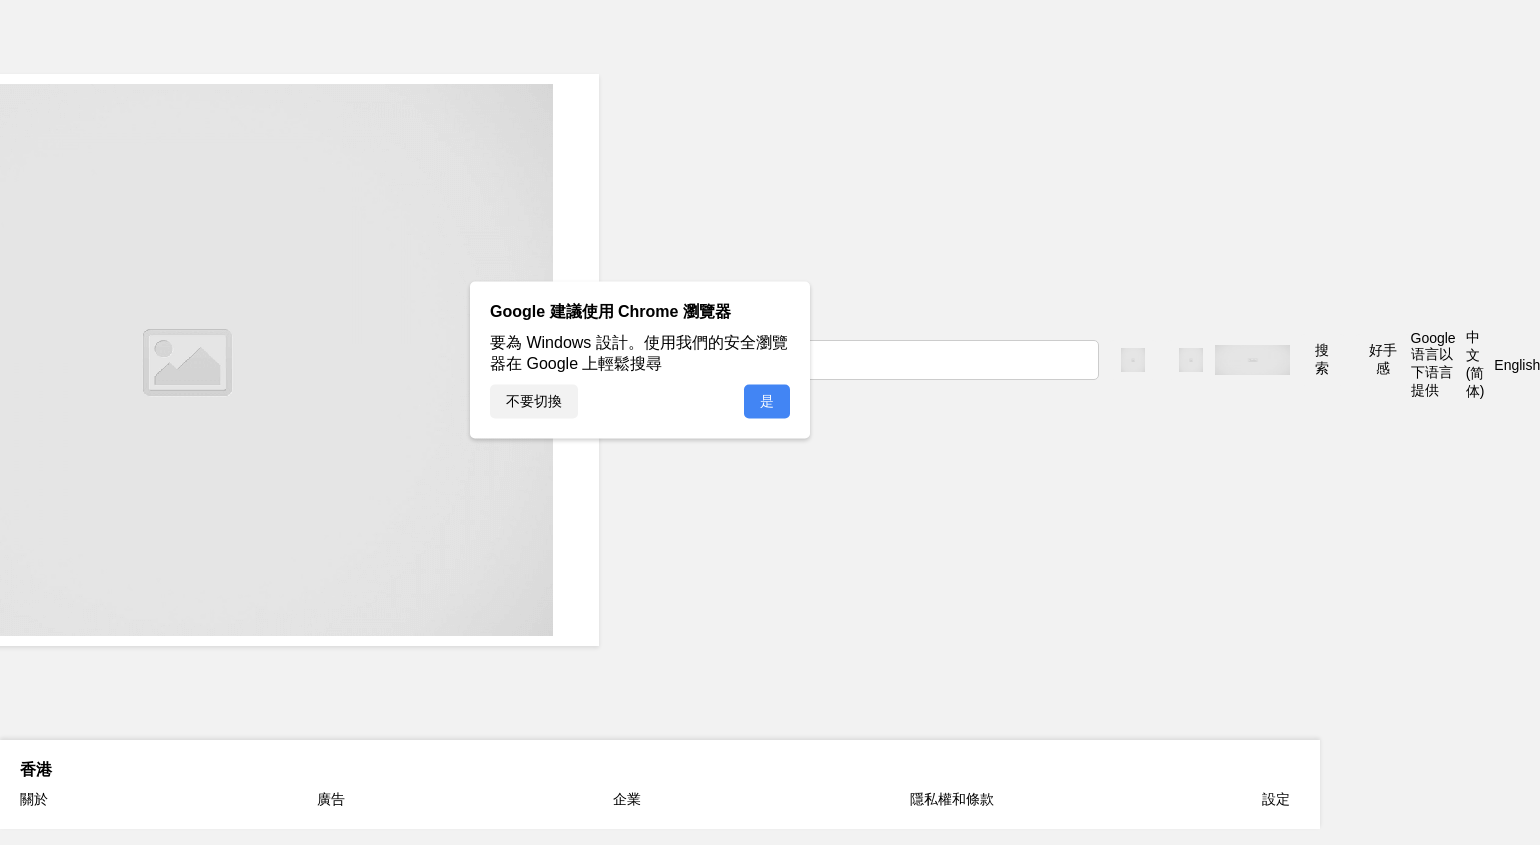 Google 建議使用 Chrome 瀏覽器
要為 Windows 設計。使用我們的安全瀏覽
器在 Google 上輕鬆搜尋
不要切換
是
搜
索
好手
感
Google
语言以
下语言
提供
中
文
(简
体)
English
香港
關於
廣告
企業
隱私權和條款
設定